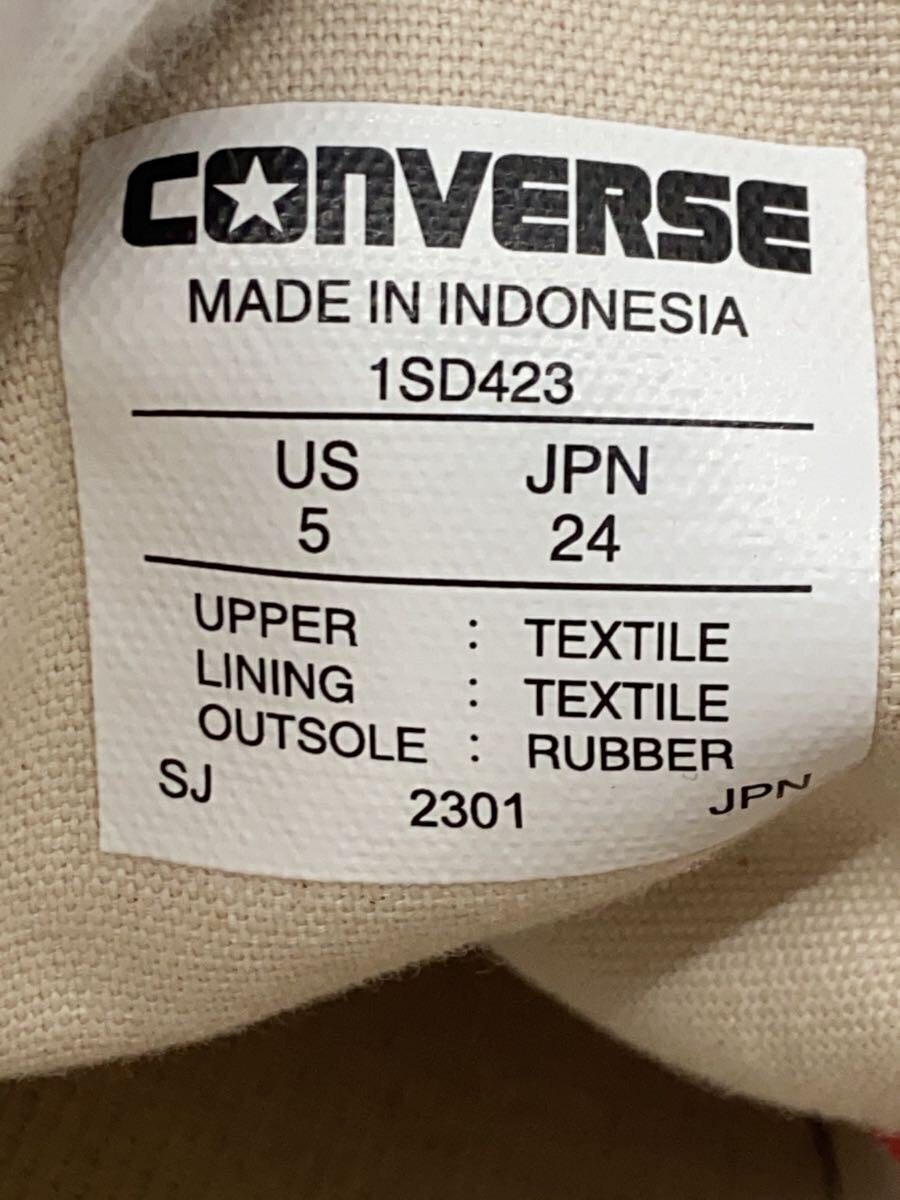 CONVERSE
MADE IN INDONESIA
1SD423
US JPN
5 24
UPPER : TEXTILE
LINING : TEXTILE
OUTSOLE : RUBBER
SJ 2301 JPN